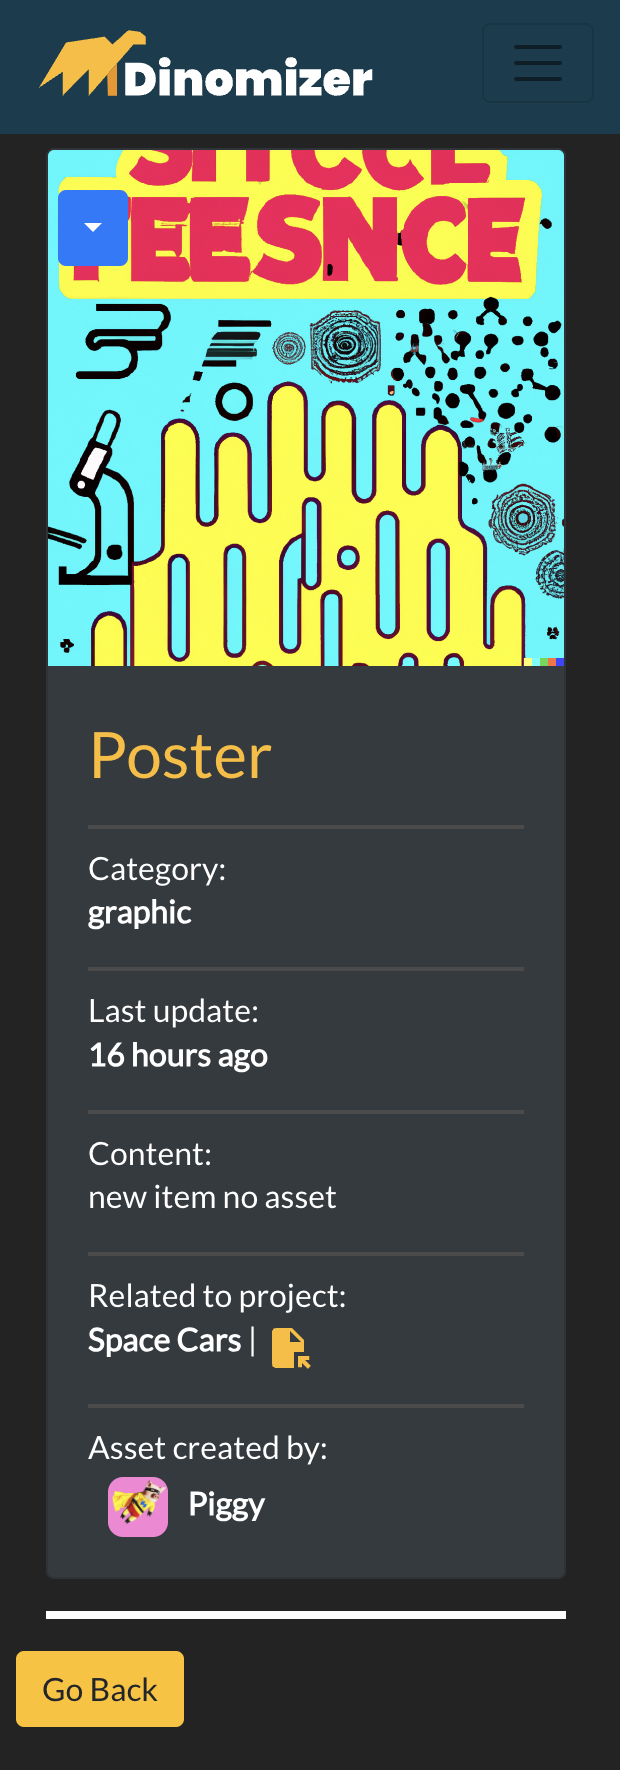 Dinomizer
EESNCE
Poster
Category:
graphic
Last update:
16 hours ago
Content:
new item no asset
Related to project:
Space Cars |
Asset created by:
Piggy
Go Back